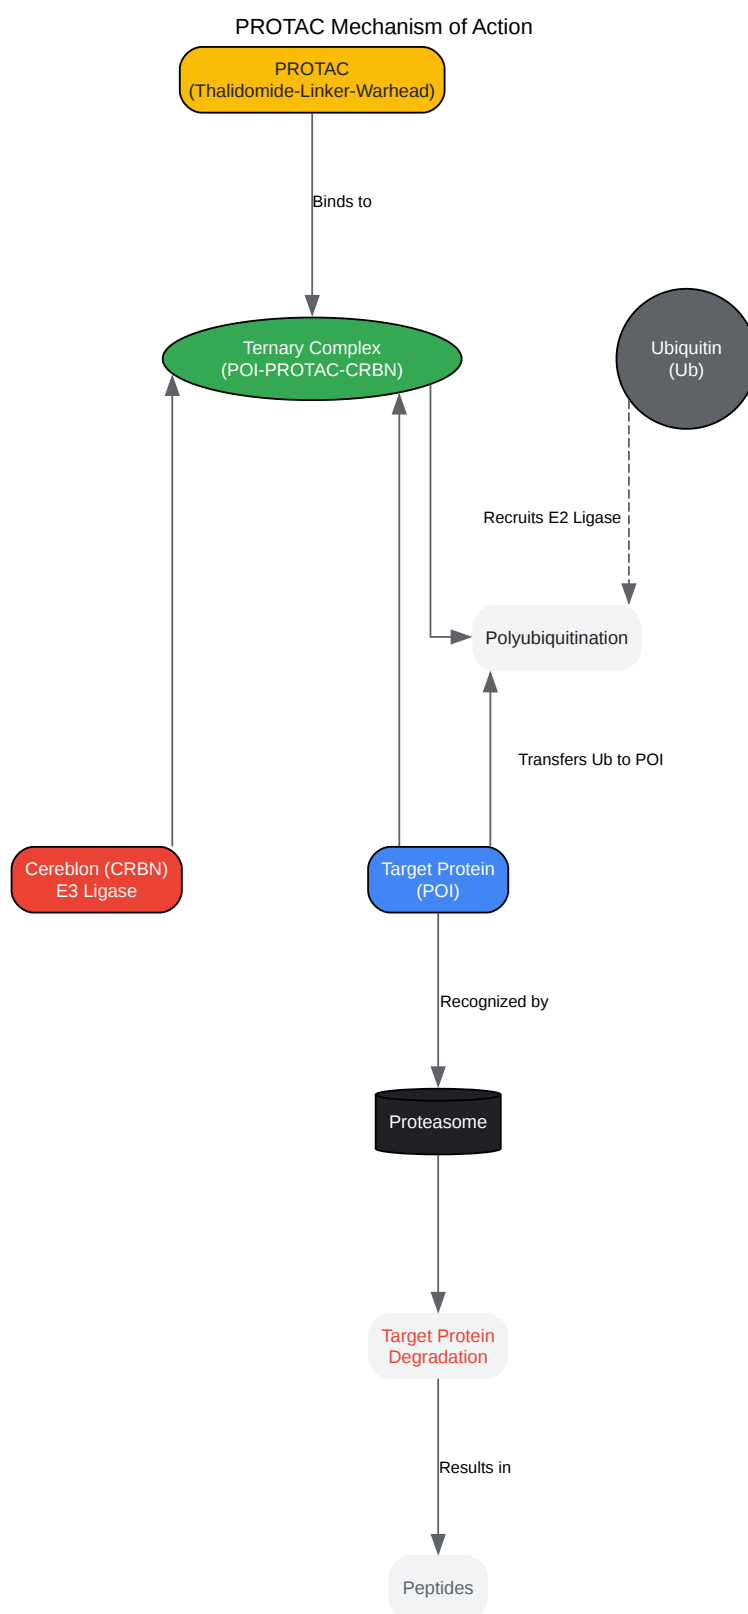 PROTAC Mechanism of Action
PROTAC
(Thalidomide-Linker-Warhead)
Binds to
Ternary Complex
(POI-PROTAC-CRBN)
Ubiquitin
(Ub)
Recruits E2 Ligase
Polyubiquitination
Transfers Ub to POI
Cereblon (CRBN)
E3 Ligase
Target Protein
(POI)
Recognized by
Proteasome
Target Protein
Degradation
Results in
Peptides